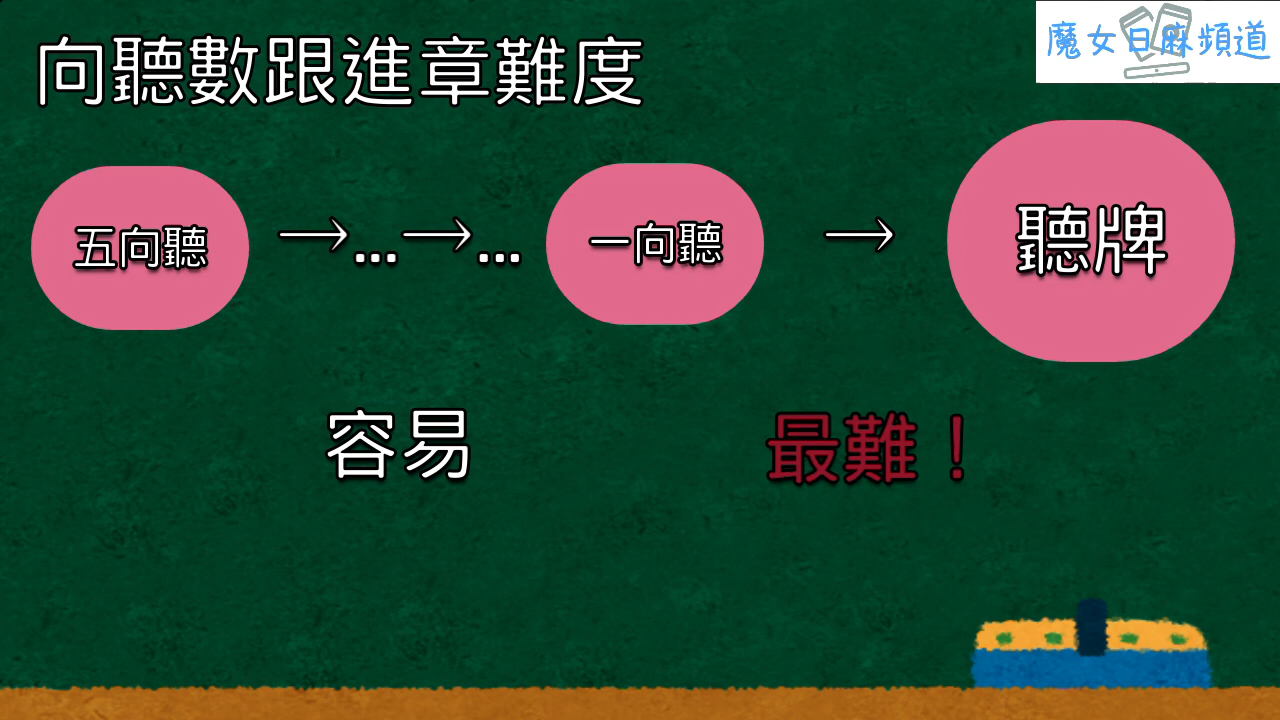 向聽數跟進章難度
魔女日麻頻道
五向聽 →...→... 一向聽 → 聽牌
容易 最難！